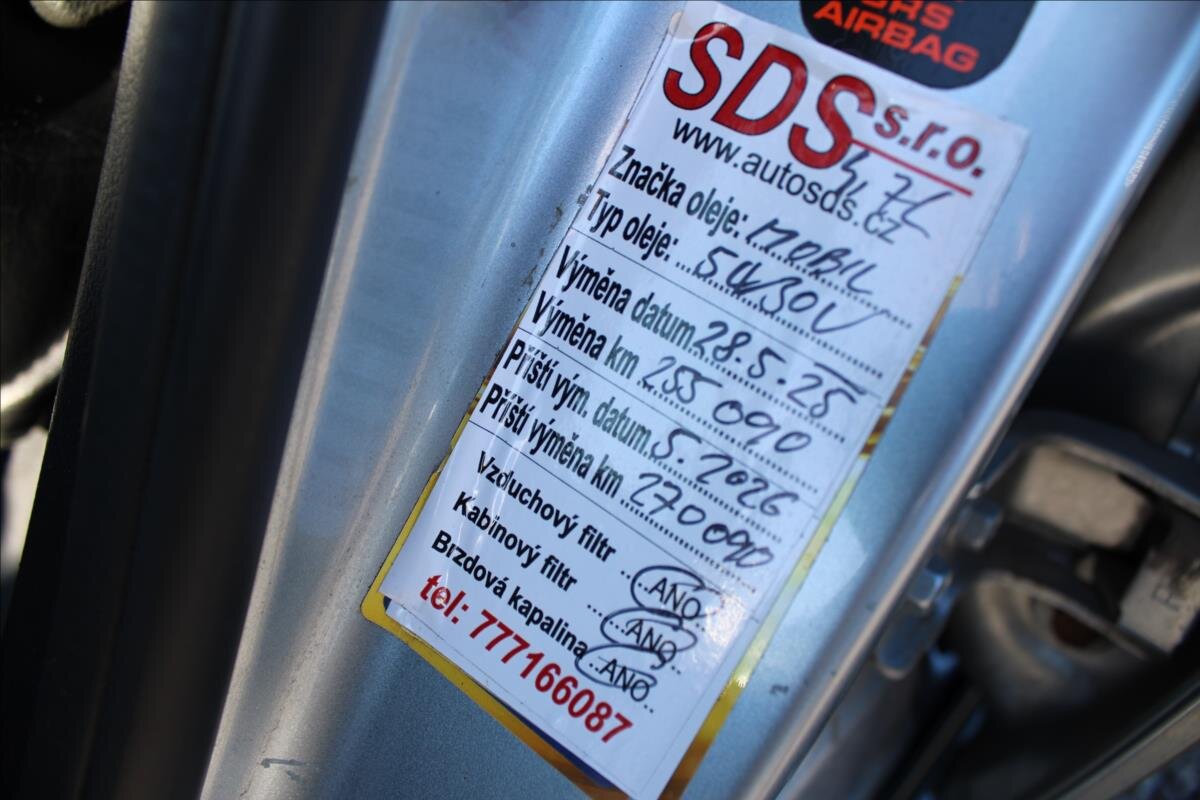 SRS
AIRBAG
SDS s.r.o.
www.autosds.cz
Značka oleje: MOBIL
Typ oleje: 5W30V
Výměna datum 28.5.25
Výměna km 255 090
Příští vým. datum 5.2026
Příští výměna km 270 090
Vzduchový filtr ANO
Kabinový filtr ANO
Brzdová kapalina ANO
tel: 777166087